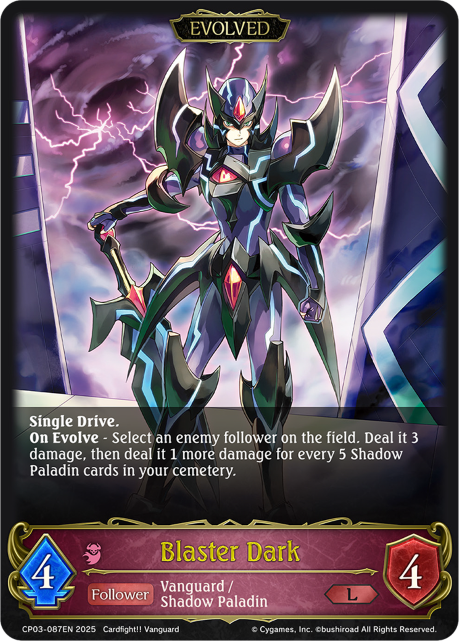 EVOLVED
Single Drive.
On Evolve - Select an enemy follower on the field. Deal it 3
damage, then deal it 1 more damage for every 5 Shadow
Paladin cards in your cemetery.
Blaster Dark
4
Follower
Vanguard /
Shadow Paladin
L
4
CP03-087EN 2025 Cardfight!! Vanguard
© Cygames, Inc. ©bushiroad All Rights Reserved.